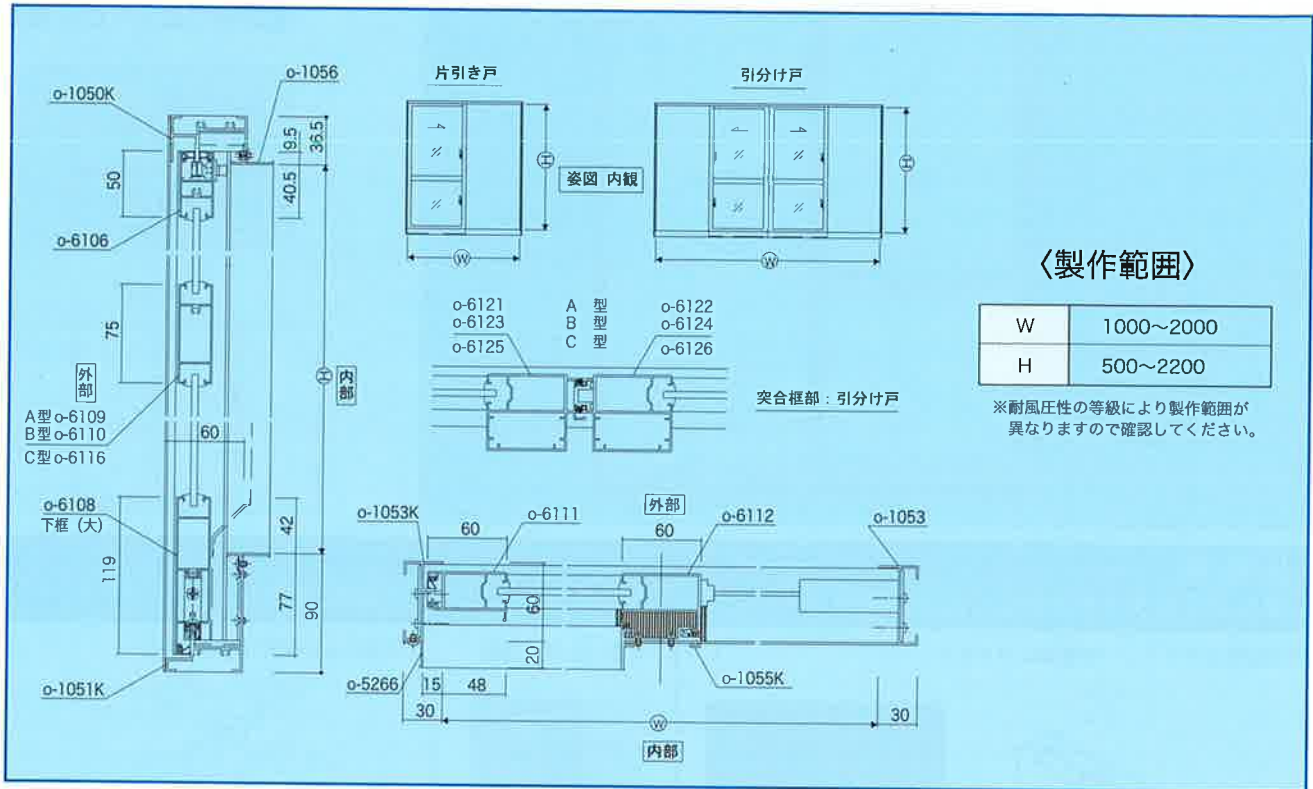 o-1050K
o-1056
50
9.5
36.5
40.5
o-6106
75
外部
A型o-6109
B型o-6110
C型o-6116
60
H
内部
o-6108
下框（大）
119
42
77
90
o-1051K
片引き戸
引分け戸
H
H
姿図 内観
W
W
o-6121 A 型 o-6122
o-6123 B 型 o-6124
o-6125 C 型 o-6126
突合框部：引分け戸
外部
o-1053K
60
o-6111
60
o-6112
o-1053
60
20
o-5266
15
48
o-1055K
30
W
30
内部
〈製作範囲〉
W 1000～2000
H 500～2200
※耐風圧性の等級により製作範囲が
異なりますので確認してください。